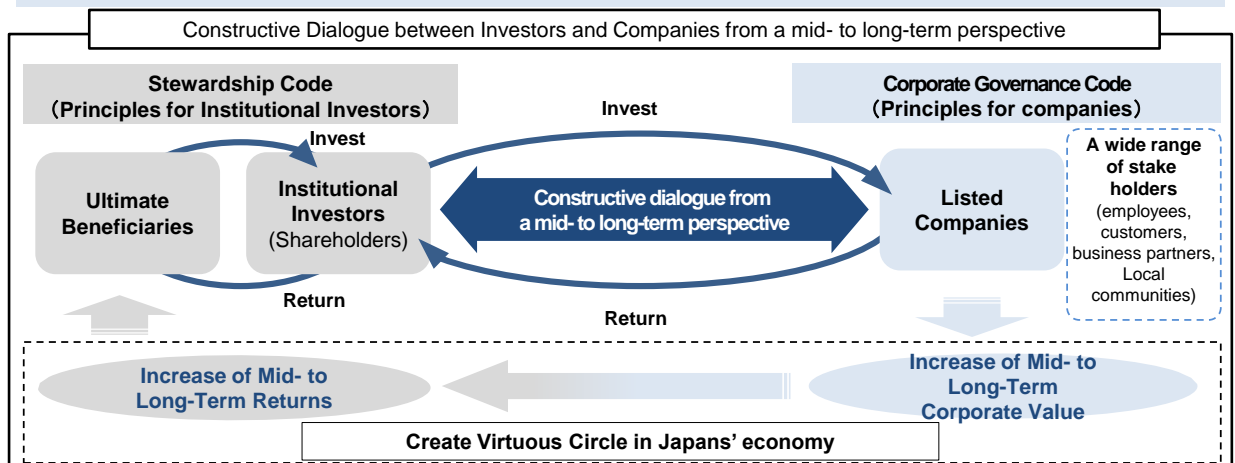 Constructive Dialogue between Investors and Companies from a mid- to long-term perspective
Stewardship Code
（Principles for Institutional Investors）
Corporate Governance Code
（Principles for companies）
Invest
Invest
Ultimate
Beneficiaries
Institutional
Investors
(Shareholders)
Constructive dialogue from
a mid- to long-term perspective
Listed
Companies
A wide range
of stake
holders
(employees,
customers,
business partners,
Local
communities)
Return
Return
Increase of Mid- to
Long-Term Returns
Increase of Mid- to
Long-Term
Corporate Value
Create Virtuous Circle in Japans' economy